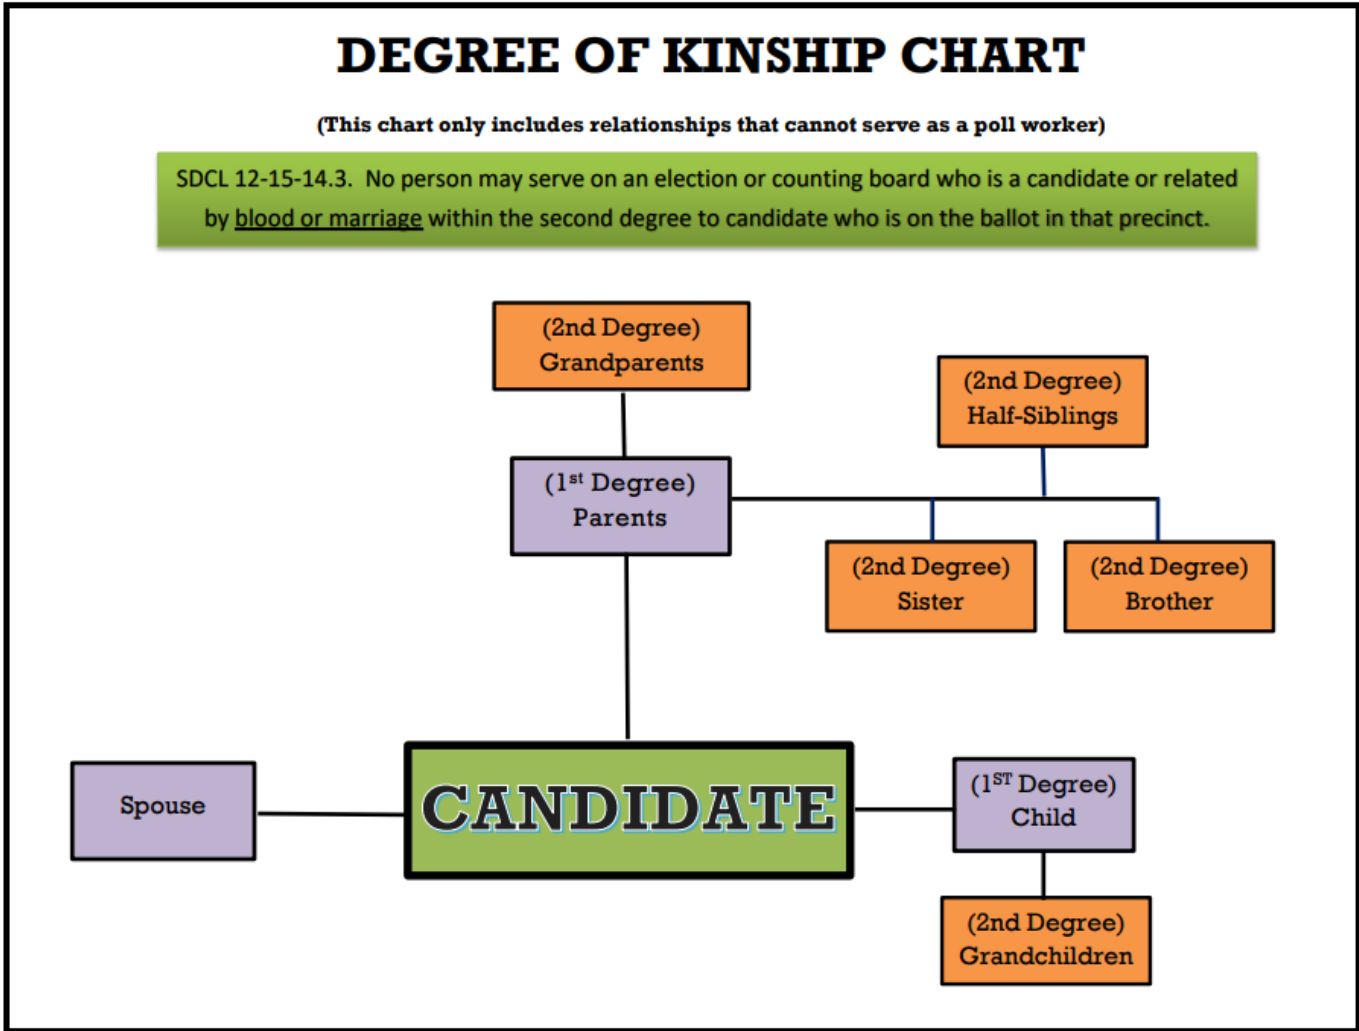 DEGREE OF KINSHIP CHART
(This chart only includes relationships that cannot serve as a poll worker)
SDCL 12-15-14.3.  No person may serve on an election or counting board who is a candidate or related
by blood or marriage within the second degree to candidate who is on the ballot in that precinct.
(2nd Degree)
Grandparents
(2nd Degree)
Half-Siblings
(1st Degree)
Parents
(2nd Degree)
Sister
(2nd Degree)
Brother
Spouse
CANDIDATE
(1ST Degree)
Child
(2nd Degree)
Grandchildren